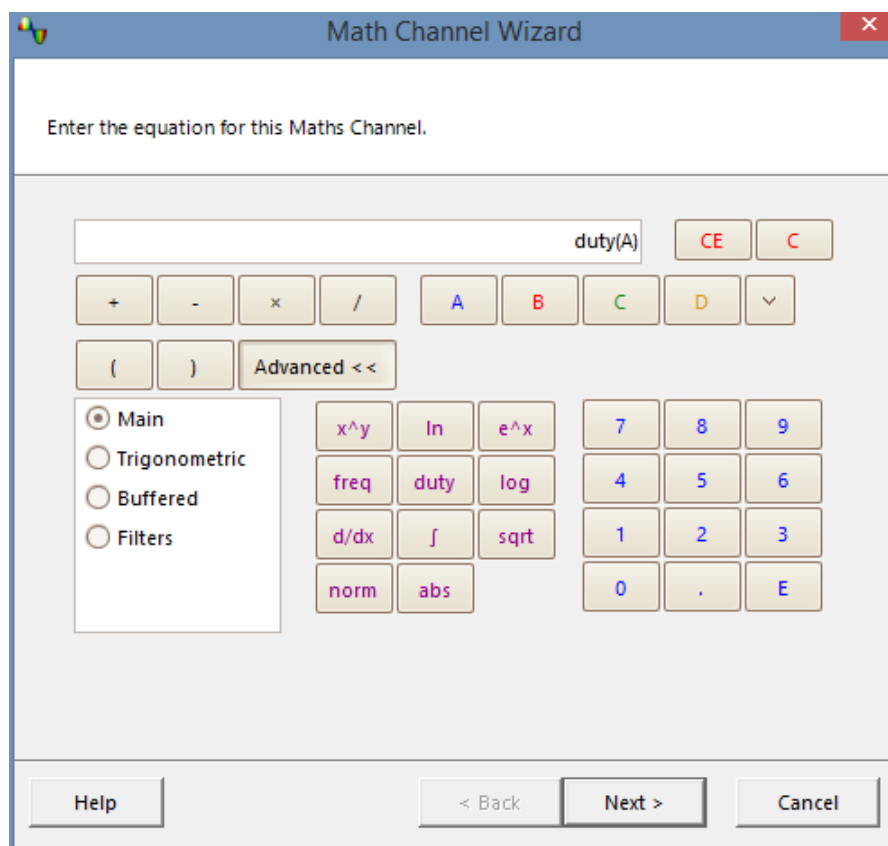 Math Channel Wizard
Enter the equation for this Maths Channel.
duty(A) CE C
+ - × / A B C D
( ) Advanced <<
Main
Trigonometric
Buffered
Filters
x^y ln e^x
freq duty log
d/dx ∫ sqrt
norm abs
7 8 9
4 5 6
1 2 3
0 . E
Help < Back Next > Cancel